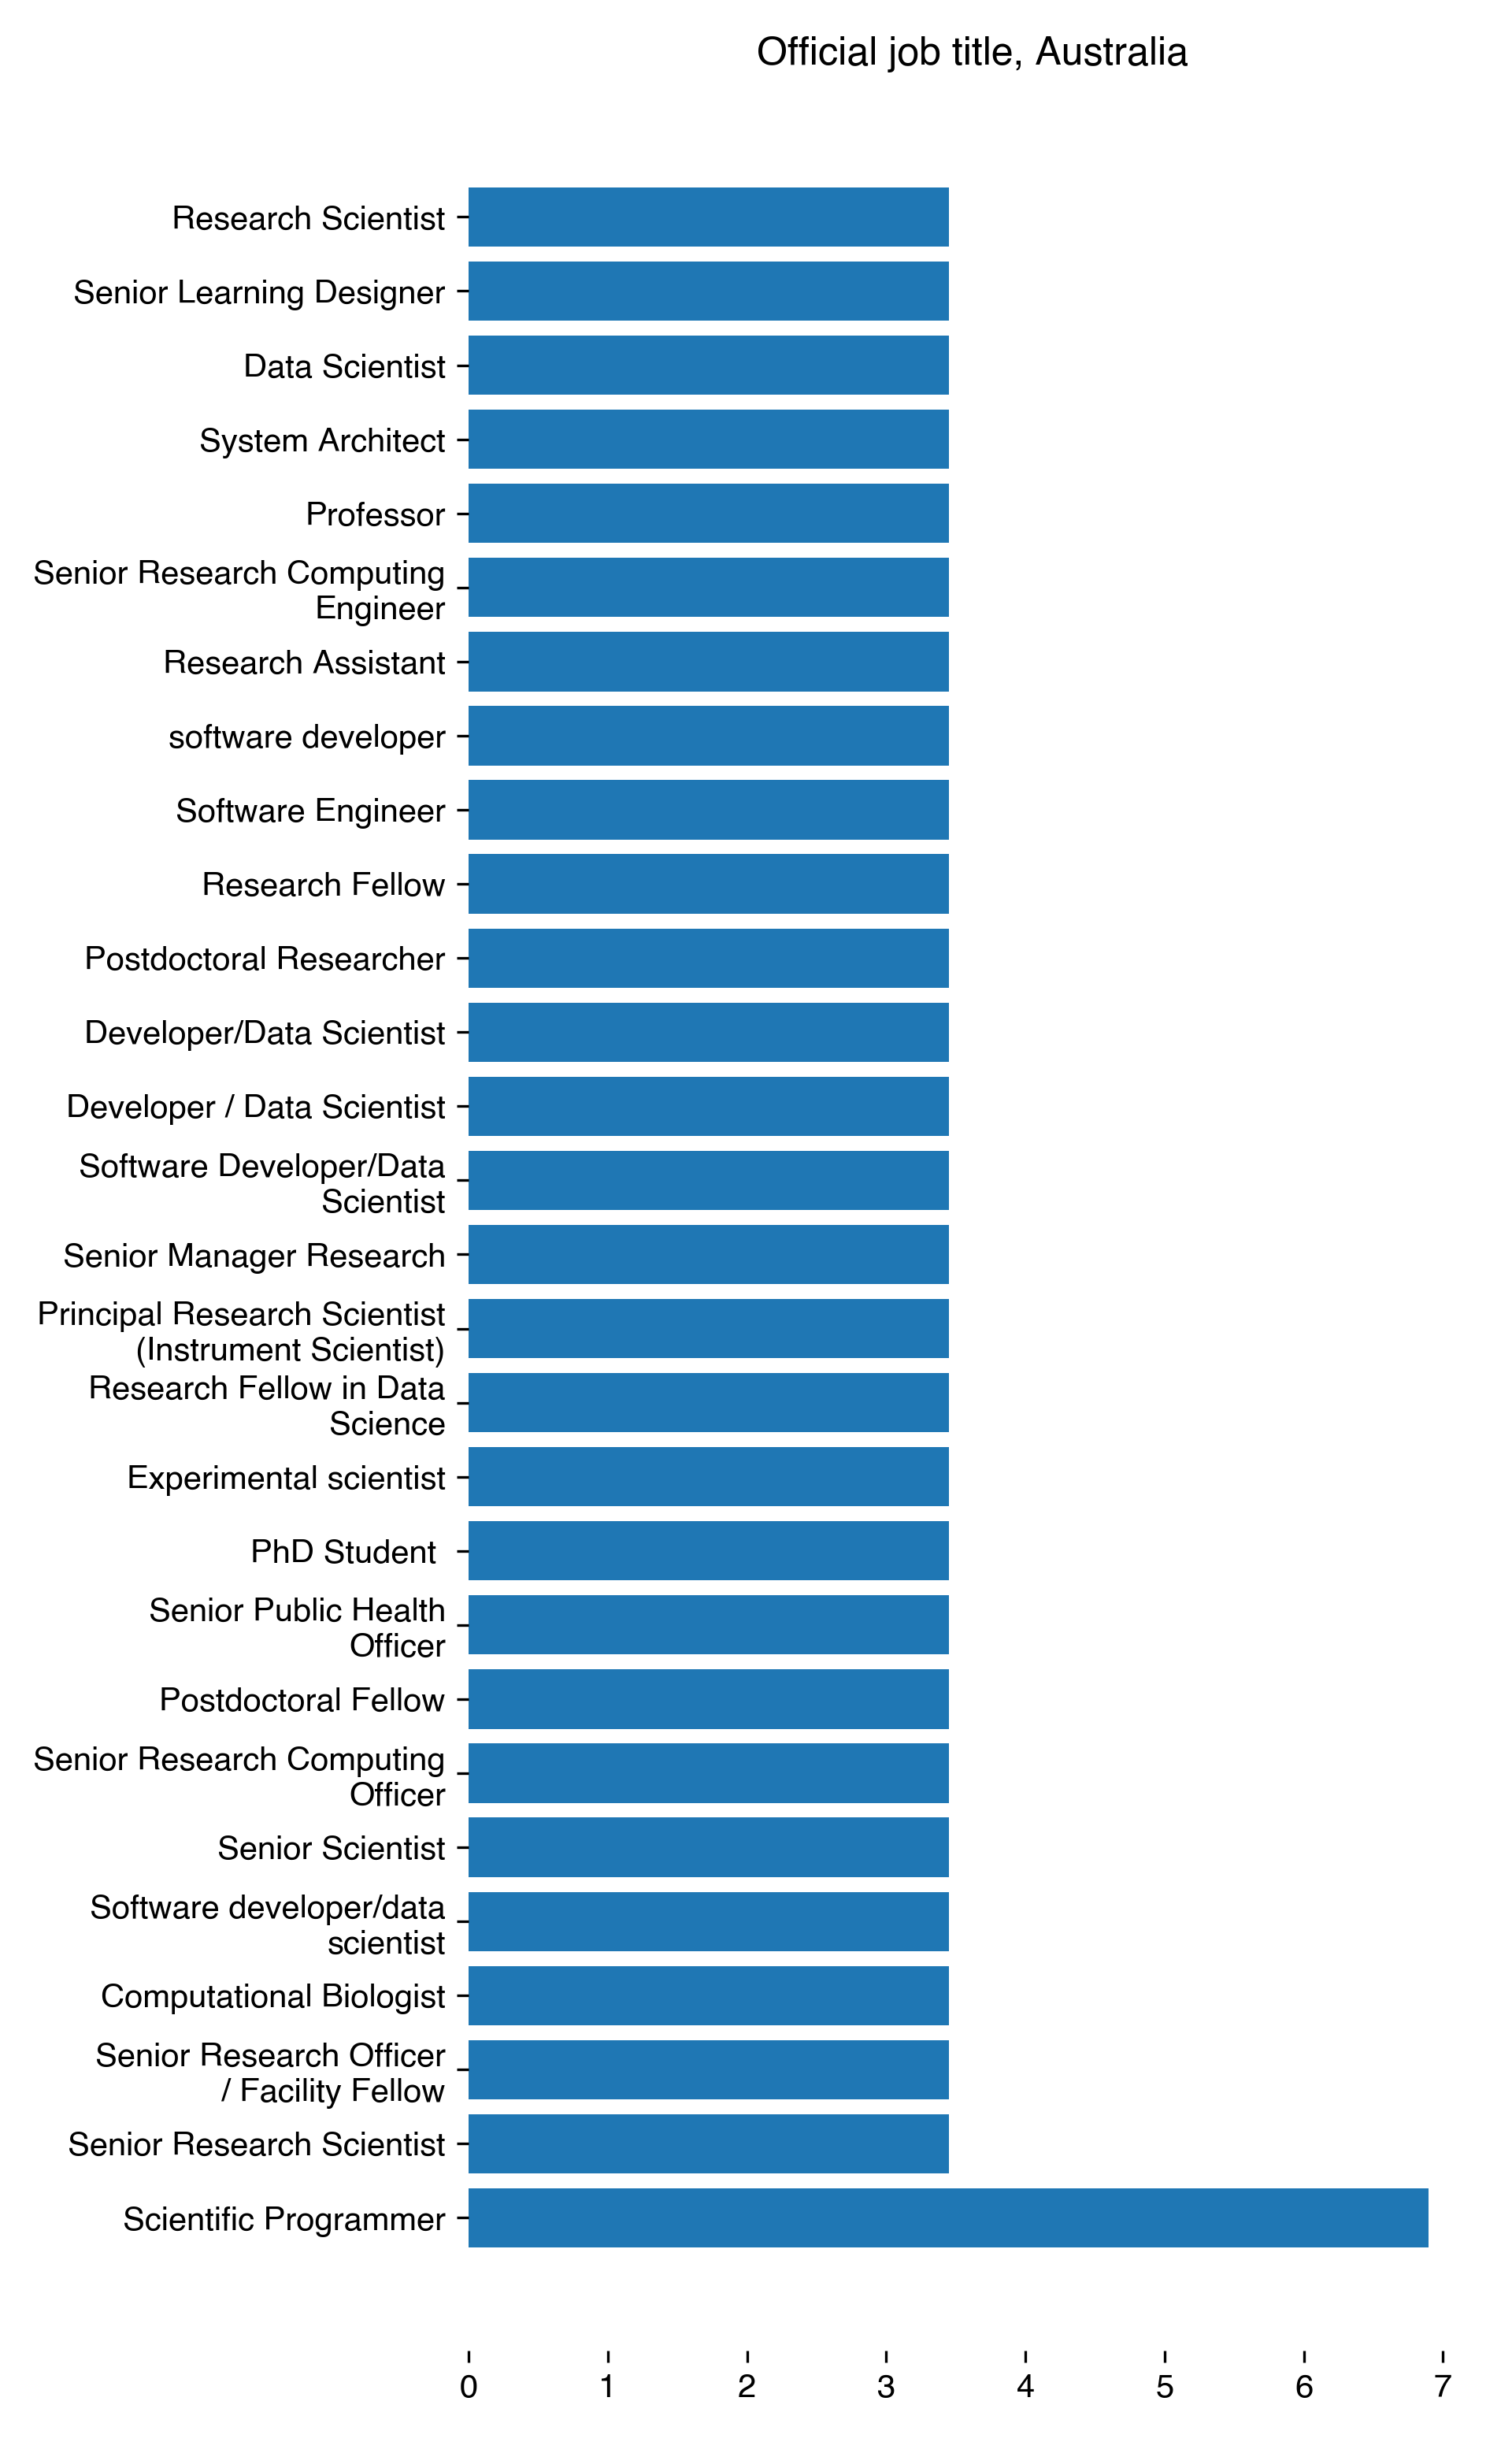 Official job title, Australia
Research Scientist
Senior Learning Designer
Data Scientist
System Architect
Professor
Senior Research Computing
Engineer
Research Assistant
software developer
Software Engineer
Research Fellow
Postdoctoral Researcher
Developer/Data Scientist
Developer / Data Scientist
Software Developer/Data
Scientist
Senior Manager Research
Principal Research Scientist
(Instrument Scientist)
Research Fellow in Data
Science
Experimental scientist
PhD Student
Senior Public Health
Officer
Postdoctoral Fellow
Senior Research Computing
Officer
Senior Scientist
Software developer/data
scientist
Computational Biologist
Senior Research Officer
/ Facility Fellow
Senior Research Scientist
Scientific Programmer
0 1 2 3 4 5 6 7